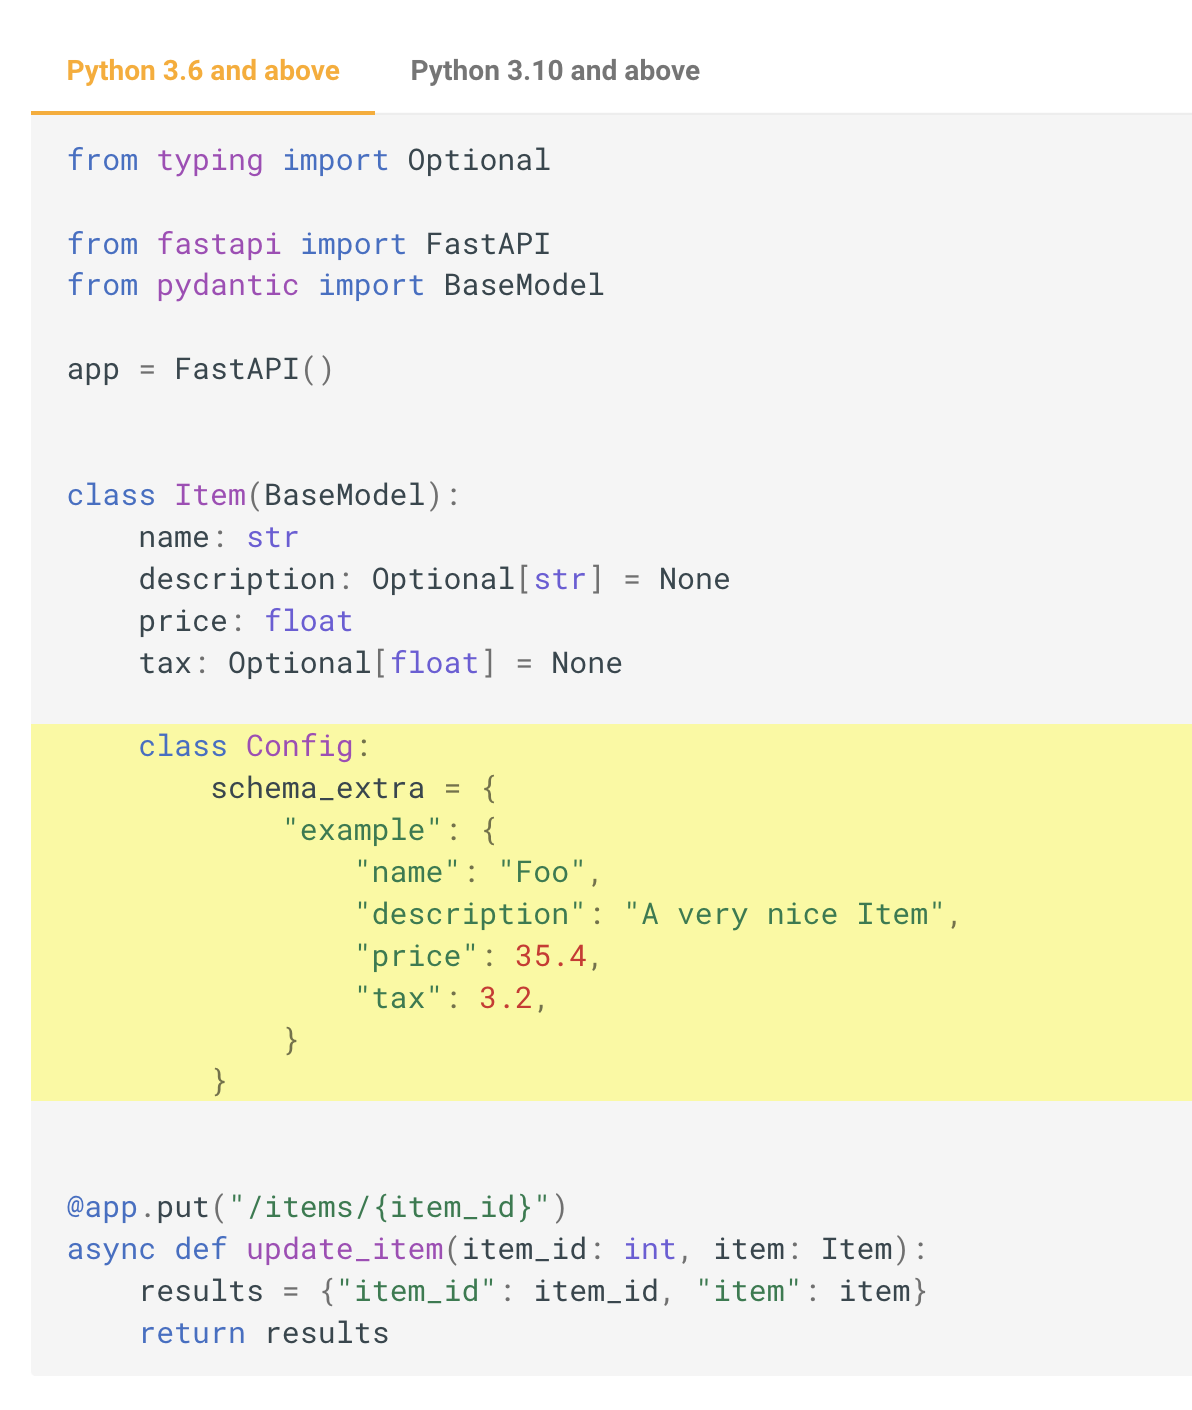 Python 3.6 and above
Python 3.10 and above
from typing import Optional

from fastapi import FastAPI
from pydantic import BaseModel

app = FastAPI()


class Item(BaseModel):
    name: str
    description: Optional[str] = None
    price: float
    tax: Optional[float] = None

    class Config:
        schema_extra = {
            "example": {
                "name": "Foo",
                "description": "A very nice Item",
                "price": 35.4,
                "tax": 3.2,
            }
        }


@app.put("/items/{item_id}")
async def update_item(item_id: int, item: Item):
    results = {"item_id": item_id, "item": item}
    return results